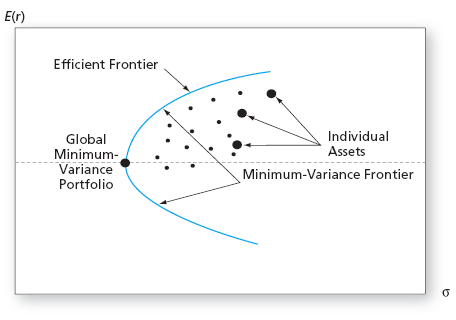 E(r)
Efficient Frontier
Global
Minimum-
Variance
Portfolio
Individual
Assets
Minimum-Variance Frontier
σ